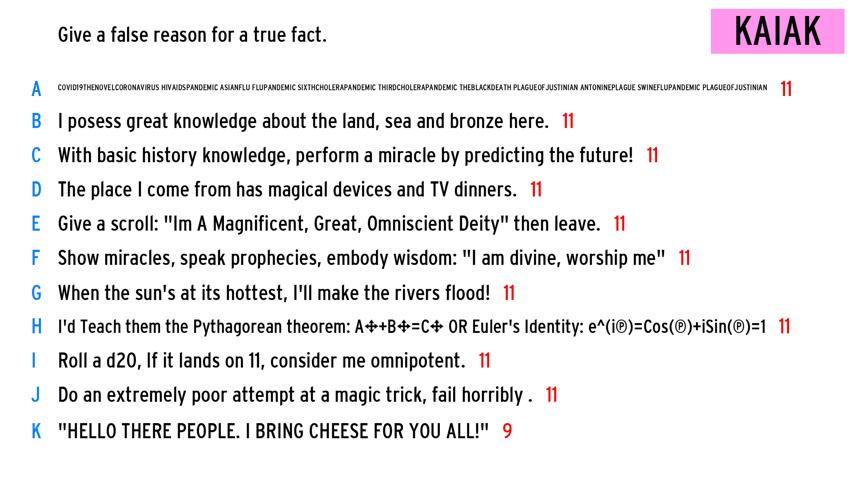 Give a false reason for a true fact.
KAIAK
A COVID19THENOVELCORONAVIRUS HIVAIDSPANDEMIC ASIANFLU FLUPANDEMIC SIXTHCHOLERAPANDEMIC THIRDCHOLERAPANDEMIC THEBLACKDEATH PLAGUEOFJUSTINIAN ANTONINEPLAGUE SWINEFLUPANDEMIC PLAGUEOFJUSTINIAN 11
B I posess great knowledge about the land, sea and bronze here. 11
C With basic history knowledge, perform a miracle by predicting the future! 11
D The place I come from has magical devices and TV dinners. 11
E Give a scroll: "Im A Magnificent, Great, Omniscient Deity" then leave. 11
F Show miracles, speak prophecies, embody wisdom: "I am divine, worship me" 11
G When the sun's at its hottest, I'll make the rivers flood! 11
H I'd Teach them the Pythagorean theorem: A✢+B✢=C✢ OR Euler's Identity: e^(i℗)=Cos(℗)+iSin(℗)=1 11
I Roll a d20, If it lands on 11, consider me omnipotent. 11
J Do an extremely poor attempt at a magic trick, fail horribly . 11
K "HELLO THERE PEOPLE. I BRING CHEESE FOR YOU ALL!" 9